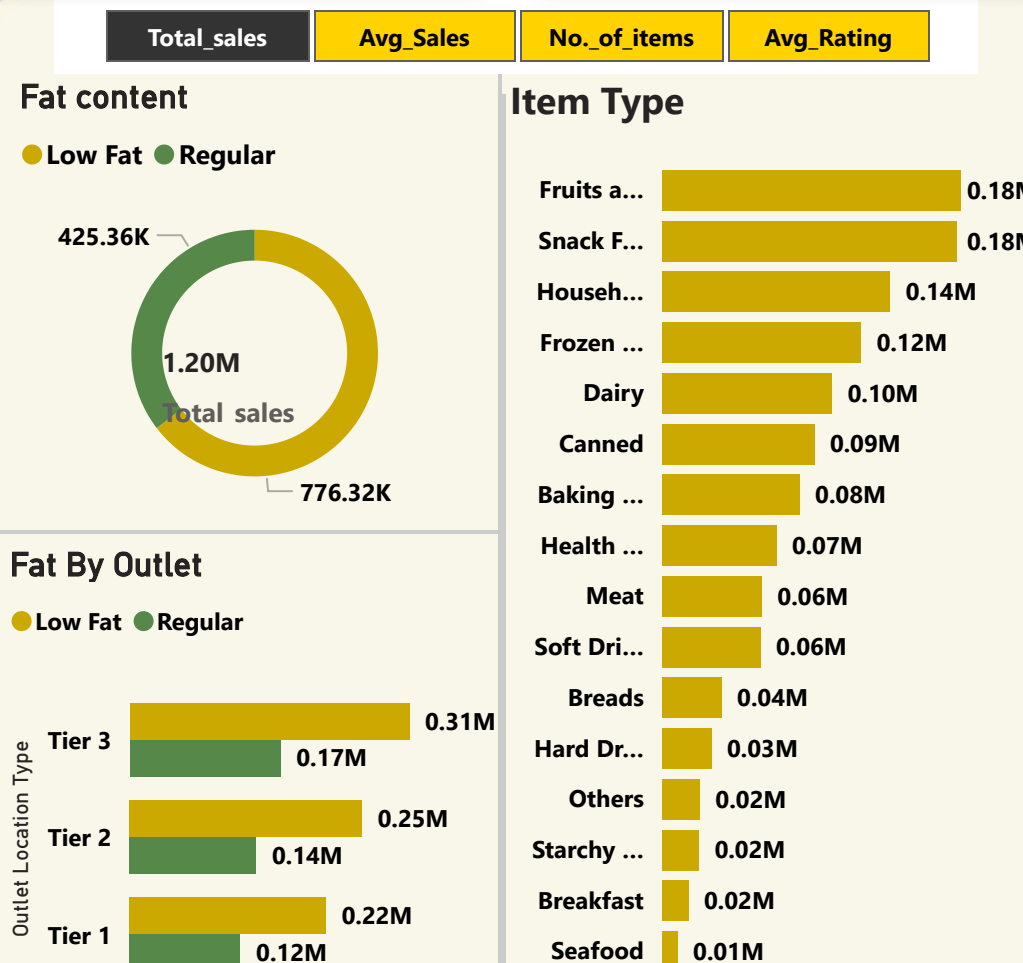 Total_sales
Avg_Sales
No._of_items
Avg_Rating
Fat content
Low Fat
Regular
425.36K
1.20M
Total sales
776.32K
Fat By Outlet
Low Fat
Regular
Outlet Location Type
Tier 3
0.31M
0.17M
Tier 2
0.25M
0.14M
Tier 1
0.22M
0.12M
Item Type
Fruits a...
0.18M
Snack F...
0.18M
Househ...
0.14M
Frozen ...
0.12M
Dairy
0.10M
Canned
0.09M
Baking ...
0.08M
Health ...
0.07M
Meat
0.06M
Soft Dri...
0.06M
Breads
0.04M
Hard Dr...
0.03M
Others
0.02M
Starchy ...
0.02M
Breakfast
0.02M
Seafood
0.01M